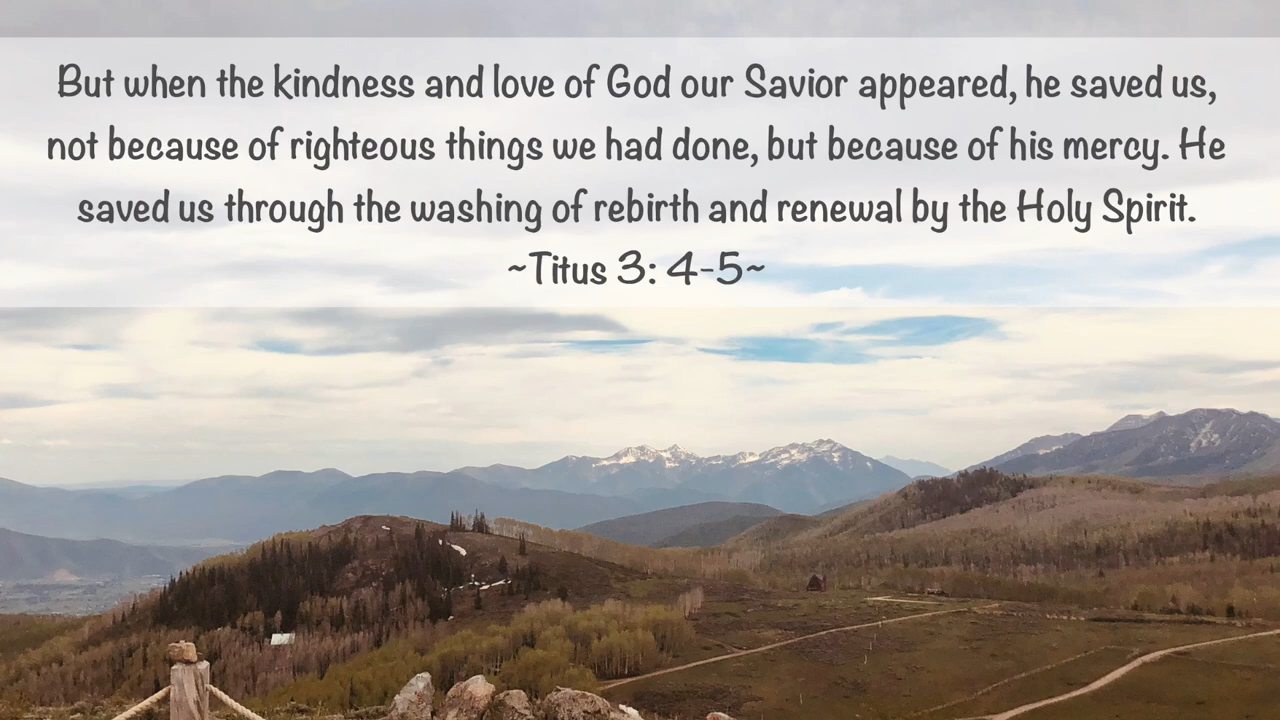 But when the kindness and love of God our Savior appeared, he saved us,
not because of righteous things we had done, but because of his mercy. He
saved us through the washing of rebirth and renewal by the Holy Spirit.
~Titus 3: 4-5~